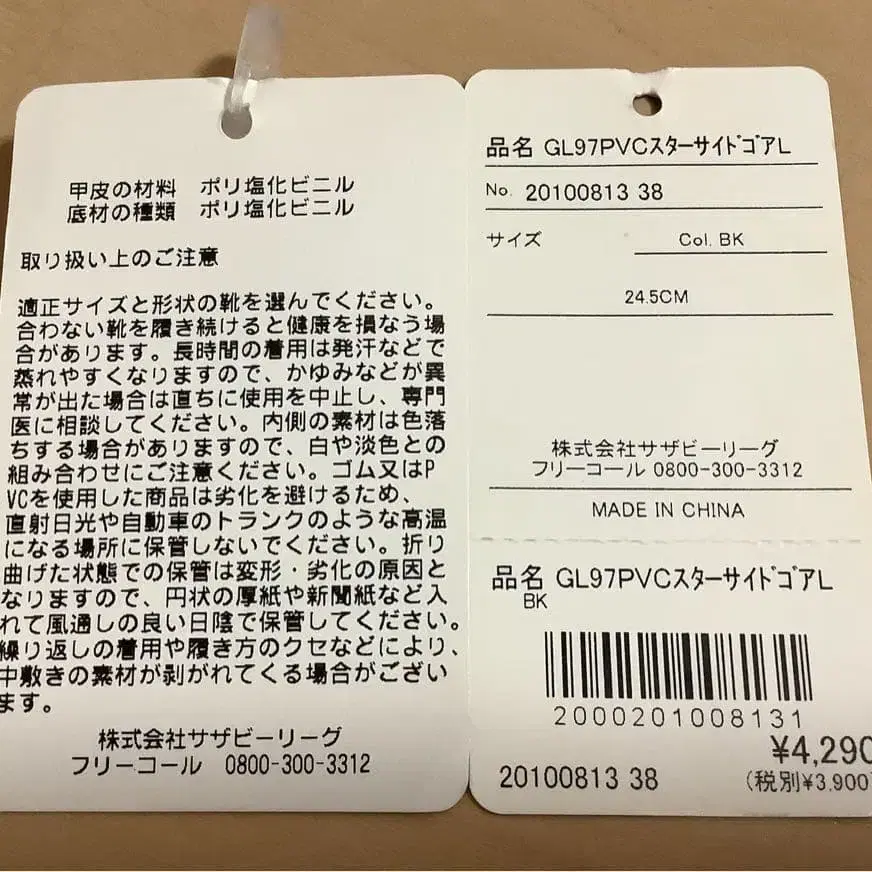 甲皮の材料 ポリ塩化ビニル
底材の種類 ポリ塩化ビニル
取り扱い上のご注意
適正サイズと形状の靴を選んでください。
合わない靴を履き続けると健康を損なう場
合があります。長時間の着用は発汗などで
蒸れやすくなりますので、かゆみなどが異
常が出た場合は直ちに使用を中止し、専門
医に相談してください。内側の素材は色落
ちする場合がありますので、白や淡色との
組み合わせにご注意ください。ゴム又はP
VCを使用した商品は劣化を避けるため、
直射日光や自動車のトランクのような高温
になる場所に保管しないでください。折り
曲げた状態での保管は変形・劣化の原因と
なりますので、円状の厚紙や新聞紙など入
れて風通しの良い日陰で保管してください。
繰り返しの着用や履き方のクセなどにより、
中敷きの素材が剥がれてくる場合がござい
ます。
株式会社サザビーリーグ
フリーコール 0800-300-3312
品名 GL97PVCスターサイドゴアL
No. 20100813 38
サイズ Col. BK
24.5CM
株式会社サザビーリーグ
フリーコール 0800-300-3312
MADE IN CHINA
品名 GL97PVCスターサイドゴアL
BK
2000201008131
¥4,290
20100813 38 (税別¥3,900)